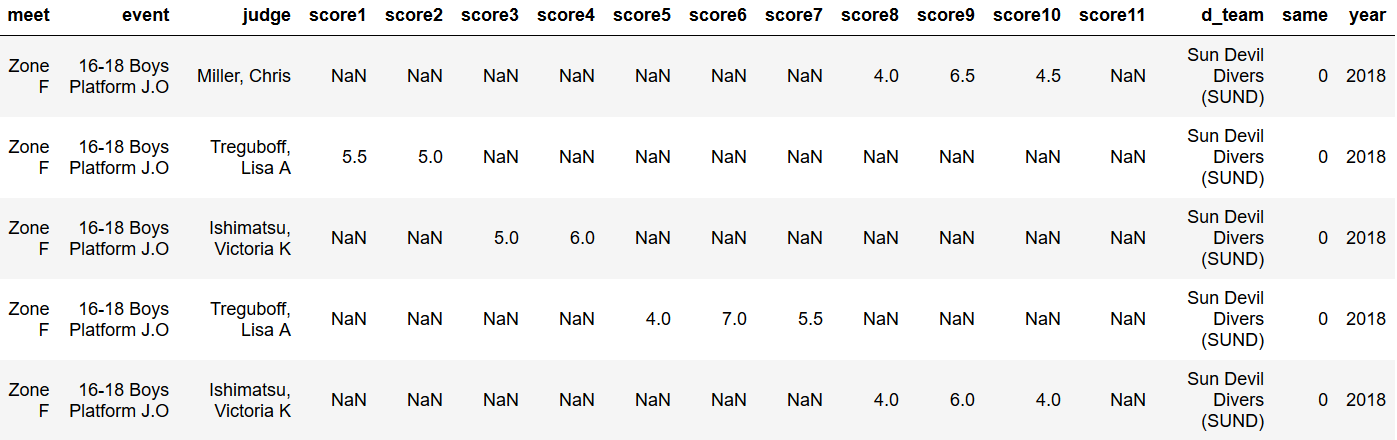 meet event judge score1 score2 score3 score4 score5 score6 score7 score8 score9 score10 score11 d_team same year
Zone F 16-18 Boys Platform J.O Miller, Chris NaN NaN NaN NaN NaN NaN NaN 4.0 6.5 4.5 NaN Sun Devil Divers (SUND) 0 2018
Zone F 16-18 Boys Platform J.O Treguboff, Lisa A 5.5 5.0 NaN NaN NaN NaN NaN NaN NaN NaN NaN Sun Devil Divers (SUND) 0 2018
Zone F 16-18 Boys Platform J.O Ishimatsu, Victoria K NaN NaN 5.0 6.0 NaN NaN NaN NaN NaN NaN NaN Sun Devil Divers (SUND) 0 2018
Zone F 16-18 Boys Platform J.O Treguboff, Lisa A NaN NaN NaN NaN 4.0 7.0 5.5 NaN NaN NaN NaN Sun Devil Divers (SUND) 0 2018
Zone F 16-18 Boys Platform J.O Ishimatsu, Victoria K NaN NaN NaN NaN NaN NaN NaN 4.0 6.0 4.0 NaN Sun Devil Divers (SUND) 0 2018